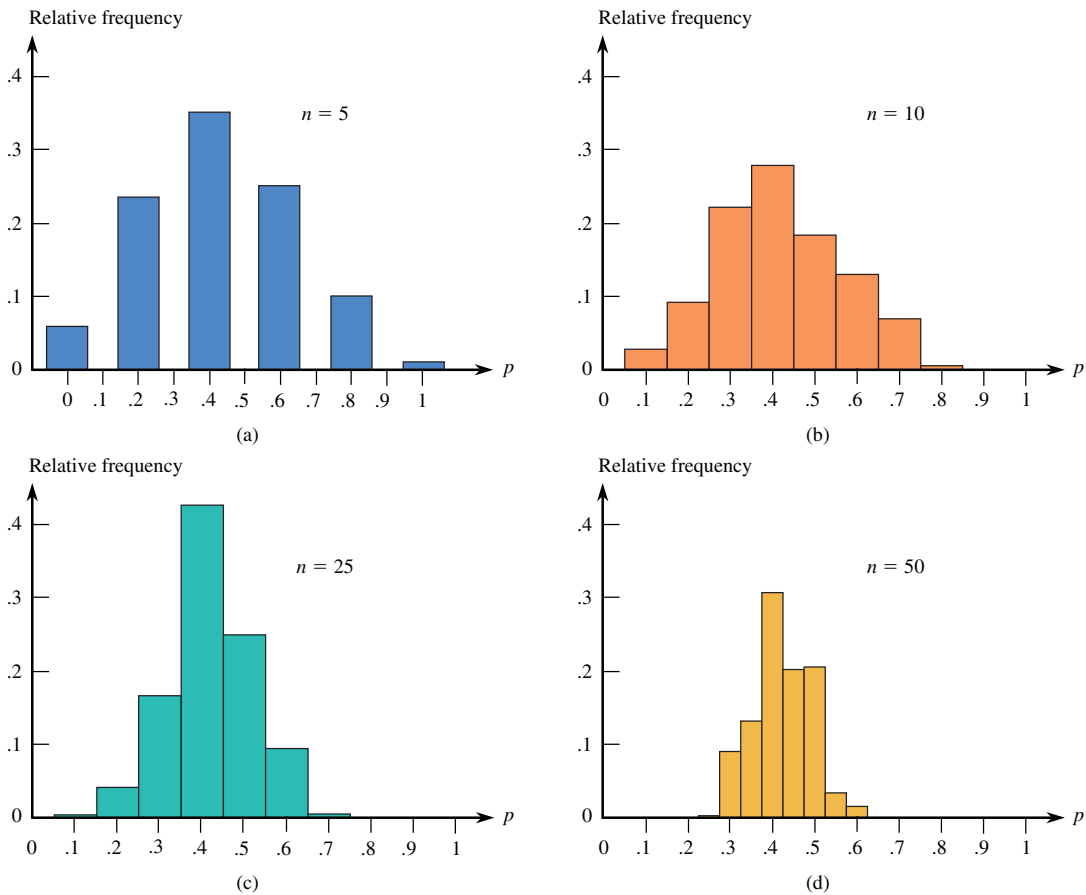 Relative frequency
.4
.3
.2
.1
0
n = 5
p
0 .1 .2 .3 .4 .5 .6 .7 .8 .9 1
(a)
Relative frequency
.4
.3
.2
.1
0
n = 10
p
0 .1 .2 .3 .4 .5 .6 .7 .8 .9 1
(b)
Relative frequency
.4
.3
.2
.1
0
n = 25
p
0 .1 .2 .3 .4 .5 .6 .7 .8 .9 1
(c)
Relative frequency
.4
.3
.2
.1
0
n = 50
p
0 .1 .2 .3 .4 .5 .6 .7 .8 .9 1
(d)